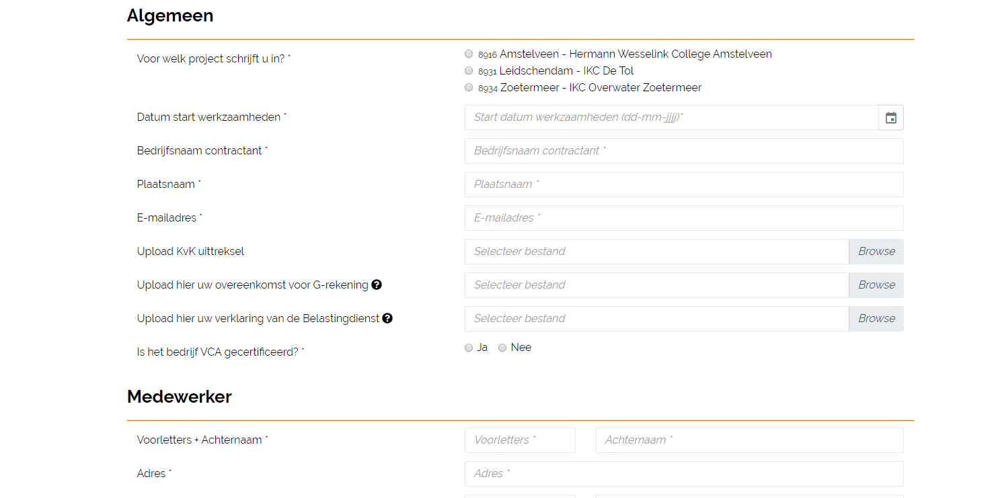 Algemeen
Voor welk project schrijft u in? *
8916 Amstelveen - Hermann Wesselink College Amstelveen
8931 Leidschendam - IKC De Tol
8934 Zoetermeer - IKC Overwater Zoetermeer
Datum start werkzaamheden * Start datum werkzaamheden (dd-mm-jjjj)*
Bedrijfsnaam contractant * Bedrijfsnaam contractant *
Plaatsnaam * Plaatsnaam *
E-mailadres * E-mailadres *
Upload KvK uittreksel Selecteer bestand Browse
Upload hier uw overeenkomst voor G-rekening ? Selecteer bestand Browse
Upload hier uw verklaring van de Belastingdienst ? Selecteer bestand Browse
Is het bedrijf VCA gecertificeerd? * Ja Nee
Medewerker
Voorletters + Achternaam * Voorletters * Achternaam *
Adres * Adres *